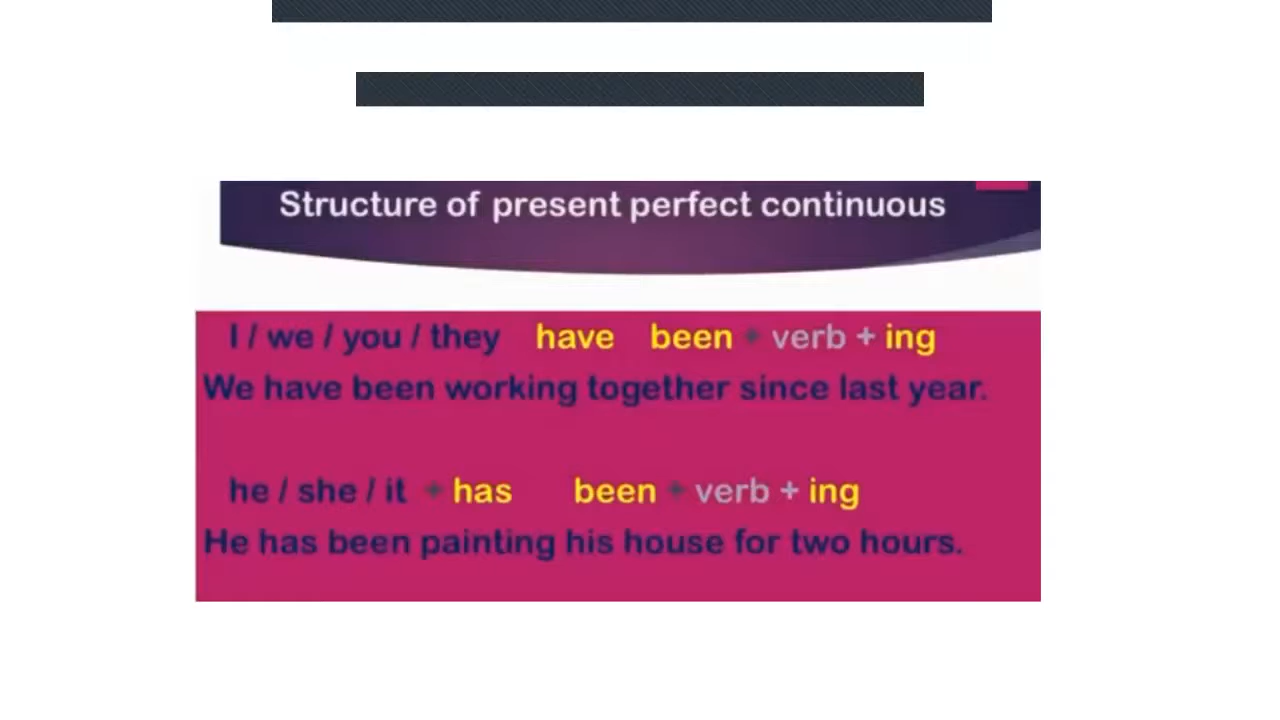 Structure of present perfect continuous
I / we / you / they have been + verb + ing
We have been working together since last year.
he / she / it + has been + verb + ing
He has been painting his house for two hours.